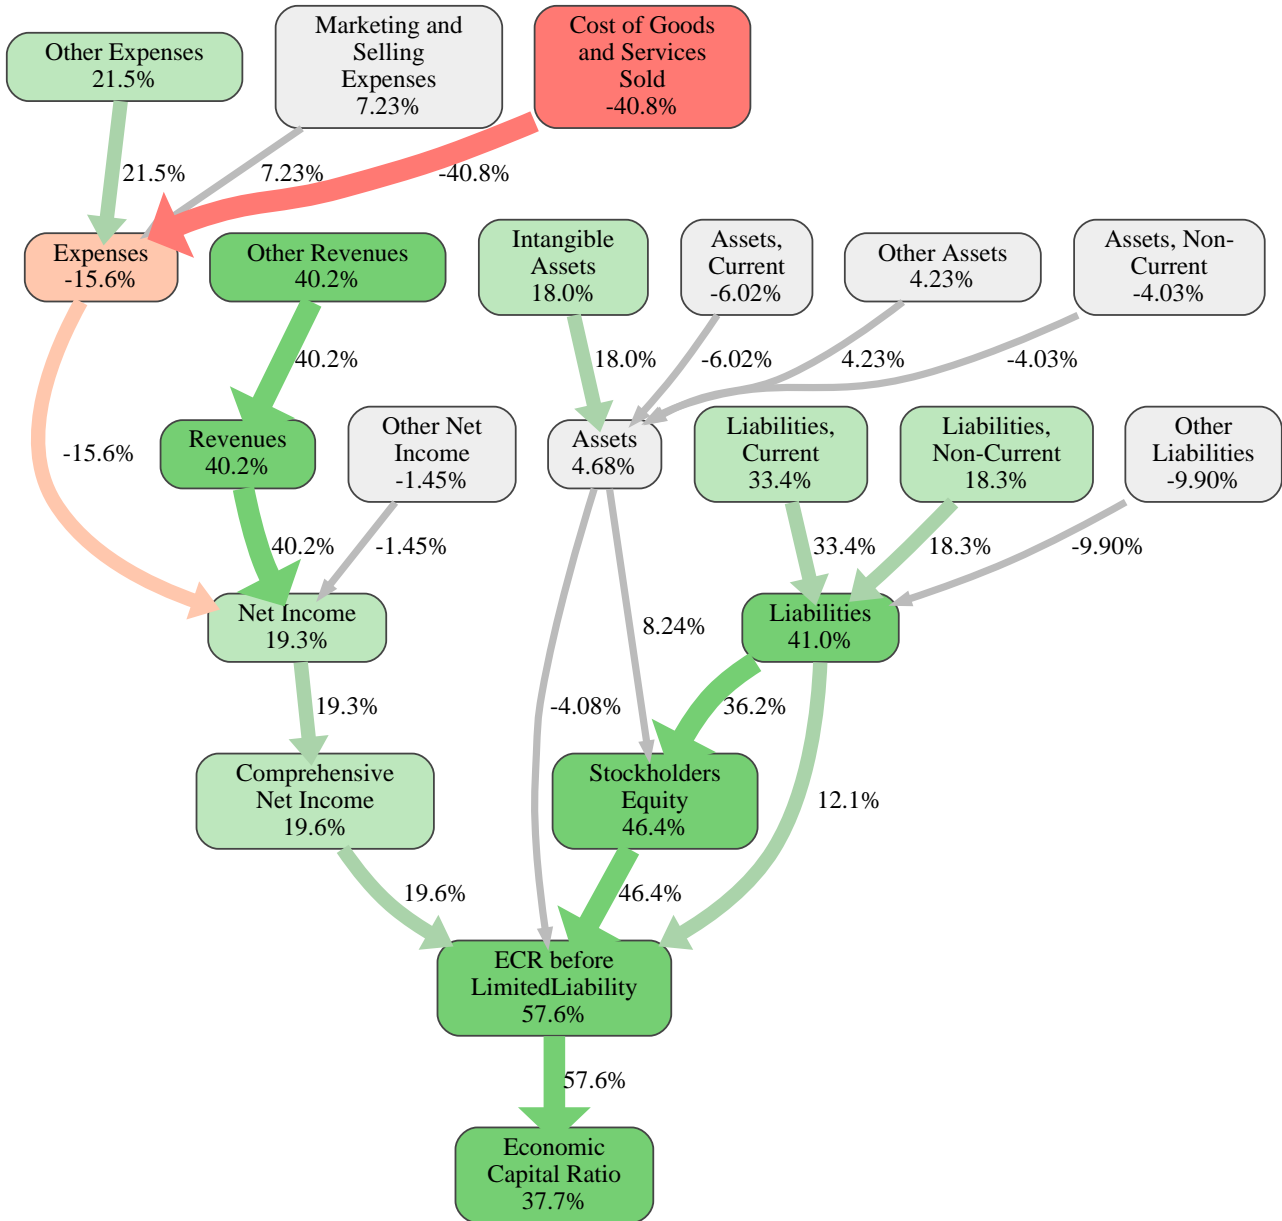 Other Expenses
21.5%
Marketing and
Selling
Expenses
7.23%
Cost of Goods
and Services
Sold
-40.8%
21.5%
7.23%
-40.8%
Expenses
-15.6%
Other Revenues
40.2%
Intangible
Assets
18.0%
Assets,
Current
-6.02%
Other Assets
4.23%
Assets, Non-
Current
-4.03%
40.2%
18.0%
-6.02%
4.23%
-4.03%
-15.6%
Revenues
40.2%
Other Net
Income
-1.45%
Assets
4.68%
Liabilities,
Current
33.4%
Liabilities,
Non-Current
18.3%
Other
Liabilities
-9.90%
40.2%
-1.45%
33.4%
18.3%
-9.90%
Net Income
19.3%
8.24%
Liabilities
41.0%
19.3%
-4.08%
36.2%
Comprehensive
Net Income
19.6%
Stockholders
Equity
46.4%
12.1%
19.6%
46.4%
ECR before
LimitedLiability
57.6%
57.6%
Economic
Capital Ratio
37.7%